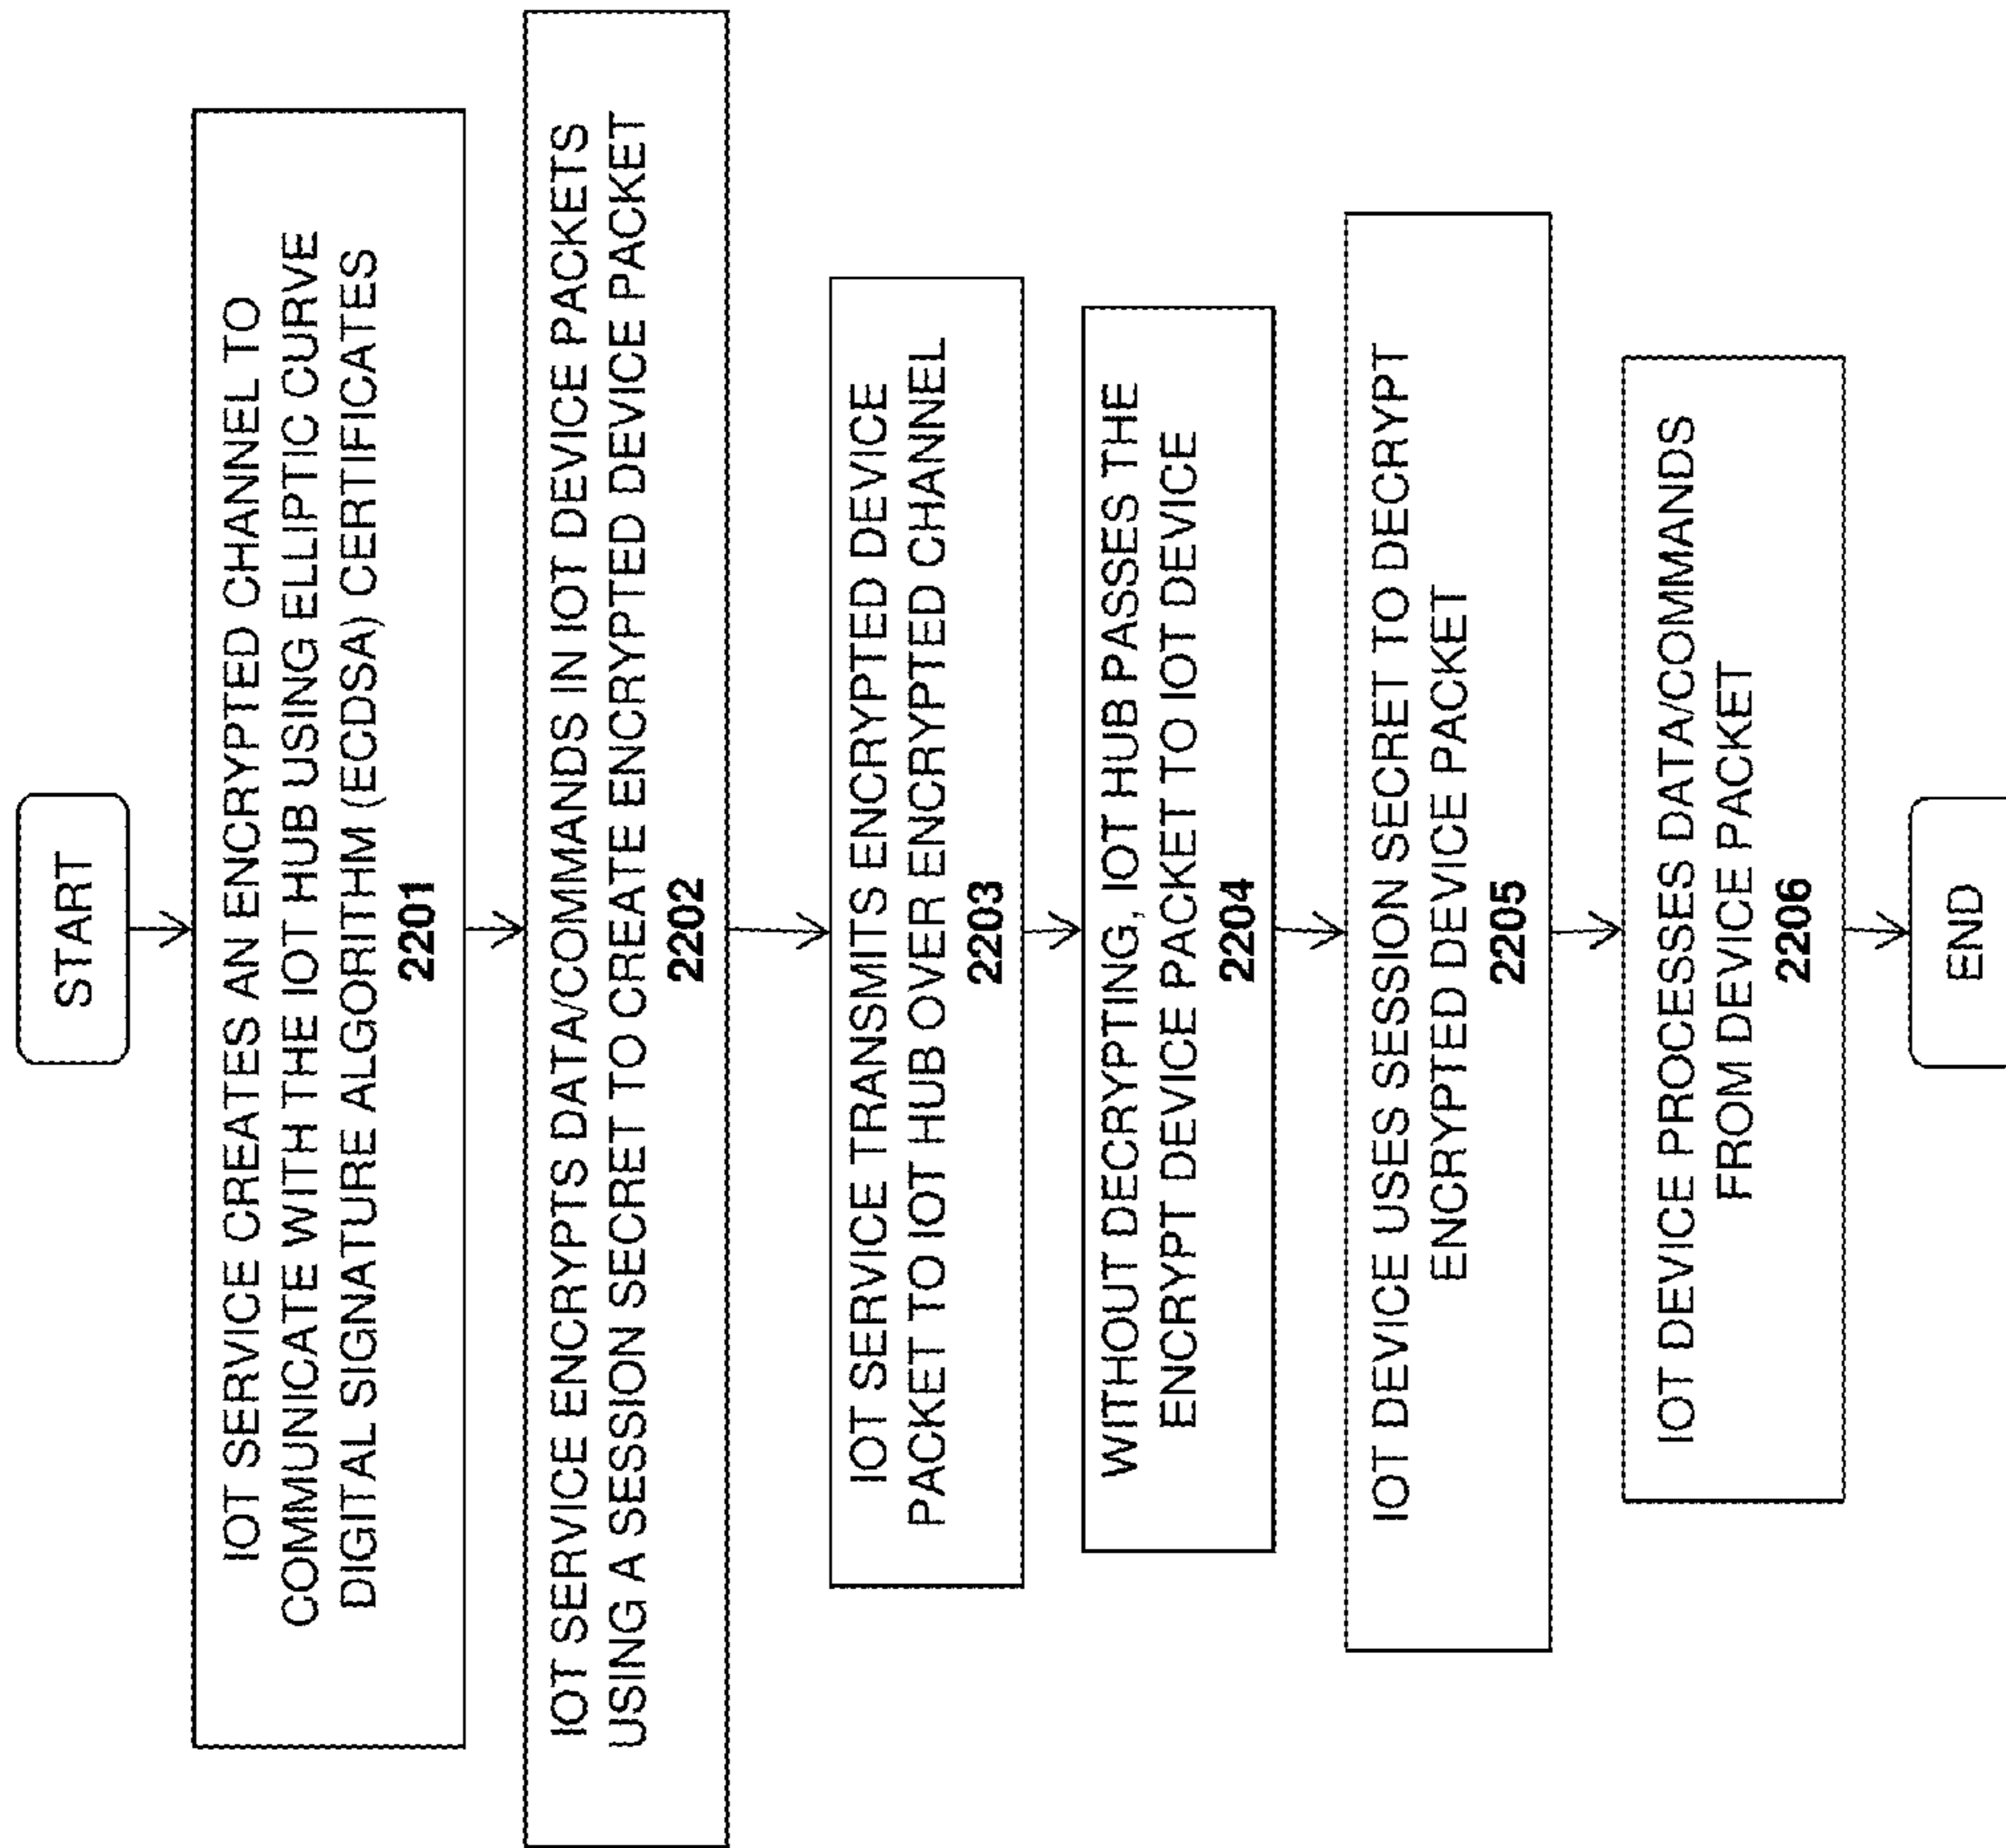 START
IOT SERVICE CREATES AN ENCRYPTED CHANNEL TO
COMMUNICATE WITH THE IOT HUB USING ELLIPTIC CURVE
DIGITAL SIGNATURE ALGORITHM (ECDSA) CERTIFICATES
2201
IOT SERVICE ENCRYPTS DATA/COMMANDS IN IOT DEVICE PACKETS
USING A SESSION SECRET TO CREATE ENCRYPTED DEVICE PACKET
2202
IOT SERVICE TRANSMITS ENCRYPTED DEVICE
PACKET TO IOT HUB OVER ENCRYPTED CHANNEL
2203
WITHOUT DECRYPTING, IOT HUB PASSES THE
ENCRYPT DEVICE PACKET TO IOT DEVICE
2204
IOT DEVICE USES SESSION SECRET TO DECRYPT
ENCRYPTED DEVICE PACKET
2205
IOT DEVICE PROCESSES DATA/COMMANDS
FROM DEVICE PACKET
2206
END